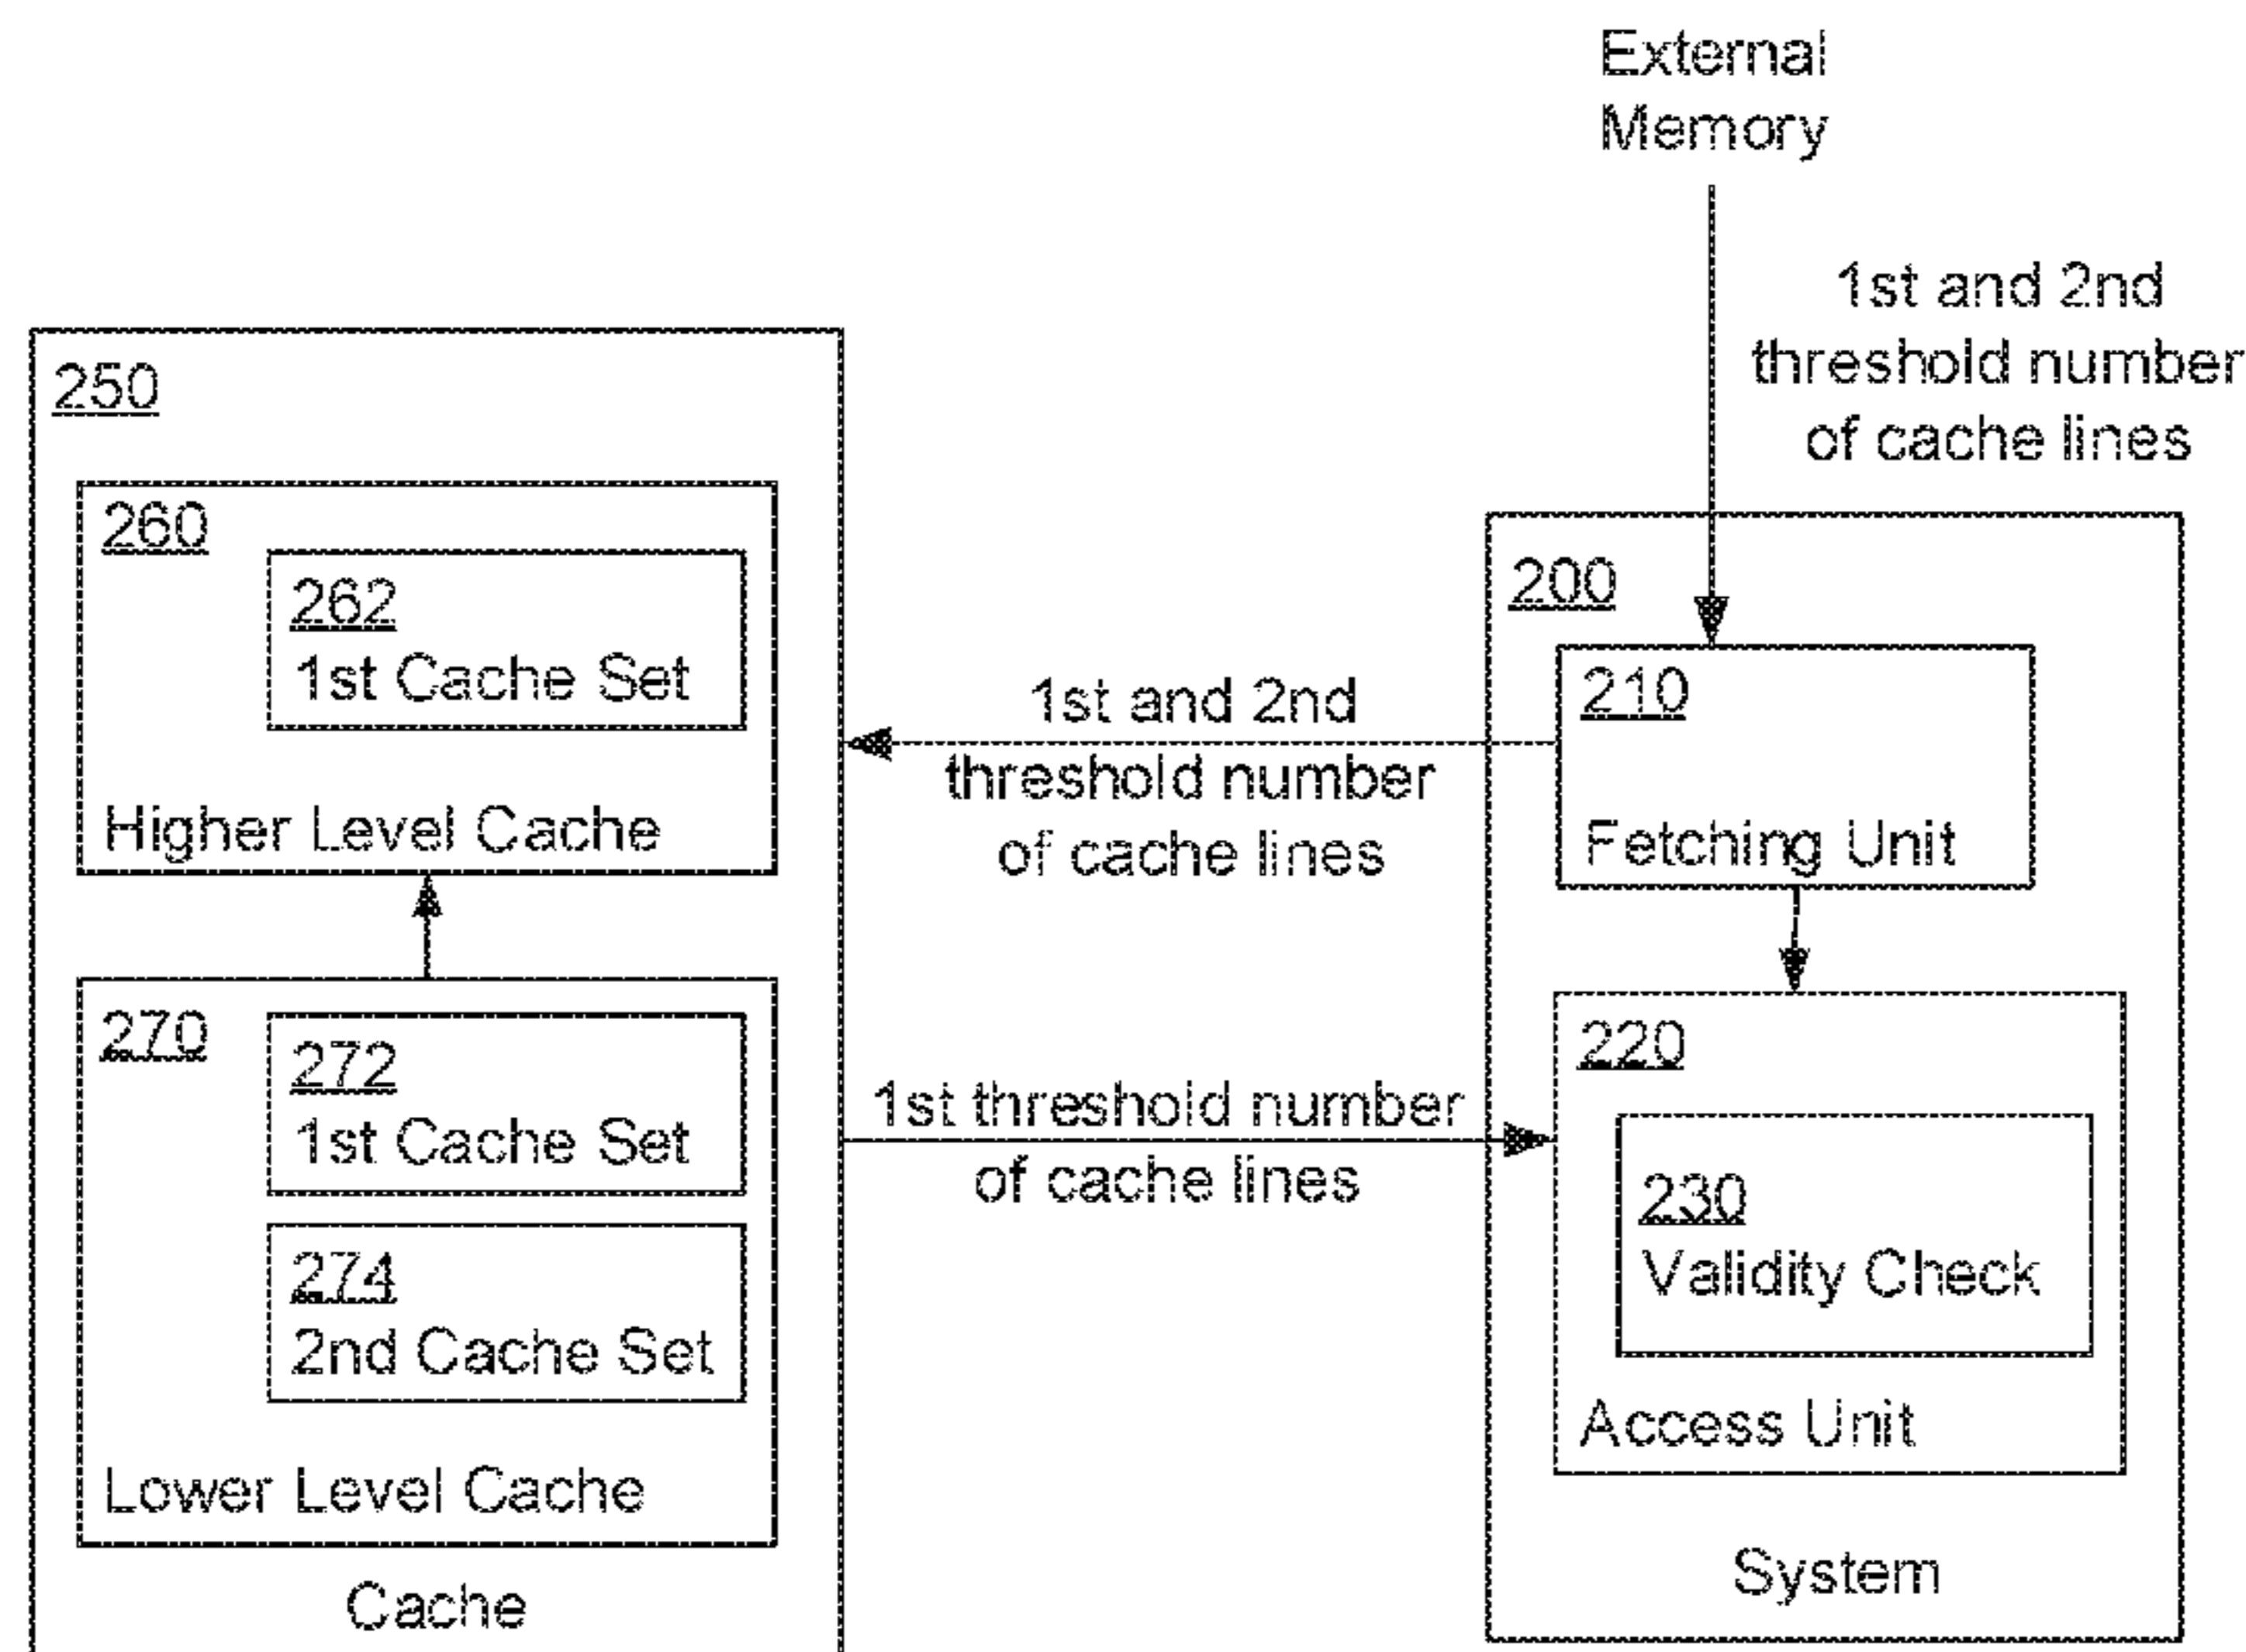 External
Memory
1st and 2nd
threshold number
of cache lines
250
260
262
1st Cache Set
Higher Level Cache
270
272
1st Cache Set
274
2nd Cache Set
Lower Level Cache
Cache
1st and 2nd
threshold number
of cache lines
1st threshold number
of cache lines
200
210
Fetching Unit
220
230
Validity Check
Access Unit
System